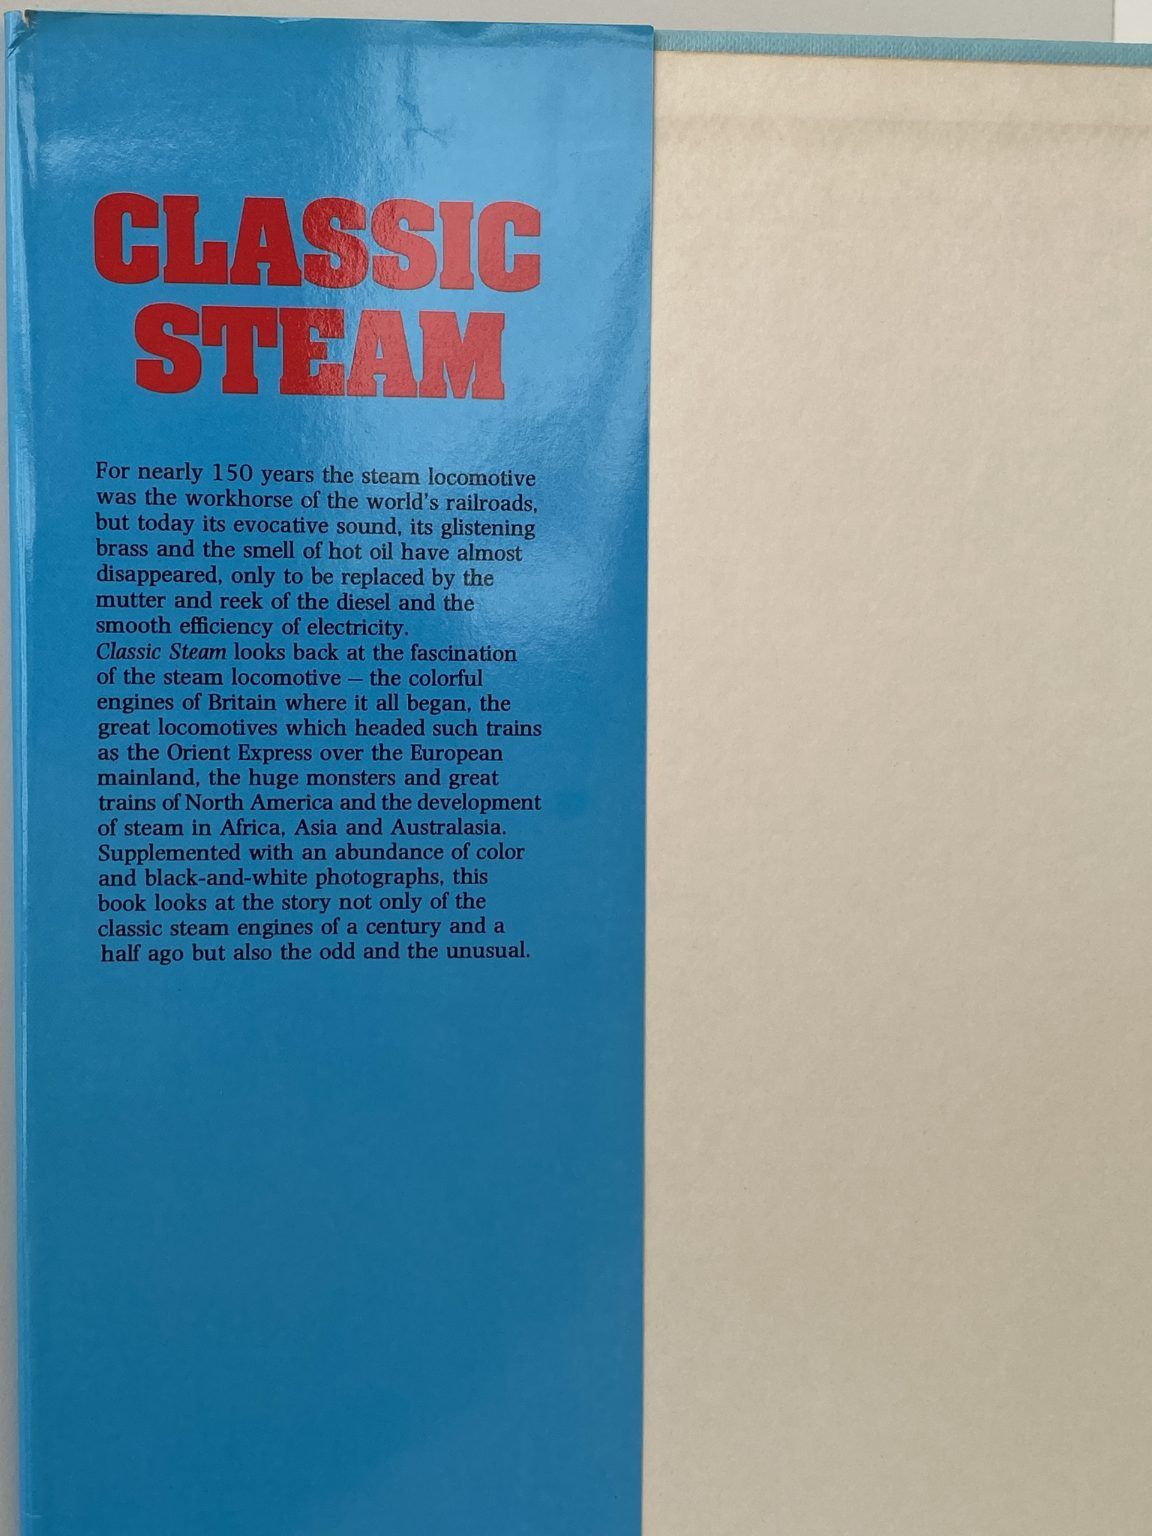 CLASSIC
STEAM
For nearly 150 years the steam locomotive
was the workhorse of the world's railroads,
but today its evocative sound, its glistening
brass and the smell of hot oil have almost
disappeared, only to be replaced by the
mutter and reek of the diesel and the
smooth efficiency of electricity.
Classic Steam looks back at the fascination
of the steam locomotive – the colorful
engines of Britain where it all began, the
great locomotives which headed such trains
as the Orient Express over the European
mainland, the huge monsters and great
trains of North America and the development
of steam in Africa, Asia and Australasia.
Supplemented with an abundance of color
and black-and-white photographs, this
book looks at the story not only of the
classic steam engines of a century and a
half ago but also the odd and the unusual.